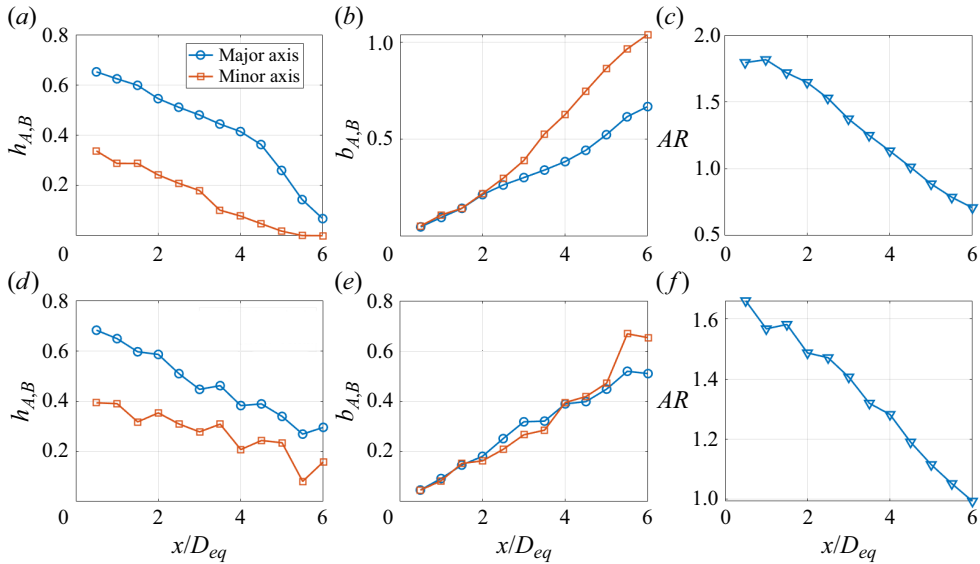 (a)
0.8
0.6
0.4
0.2
0
2
4
6
h_{A,B}
Major axis
Minor axis
(b)
1.0
0.5
0
2
4
6
b_{A,B}
(c)
2.0
1.5
1.0
0.5
0
2
4
6
AR
(d)
0.8
0.6
0.4
0.2
0
2
4
6
h_{A,B}
x/D_{eq}
(e)
0.8
0.6
0.4
0.2
0
2
4
6
b_{A,B}
x/D_{eq}
(f)
1.6
1.4
1.2
1.0
0
2
4
6
AR
x/D_{eq}